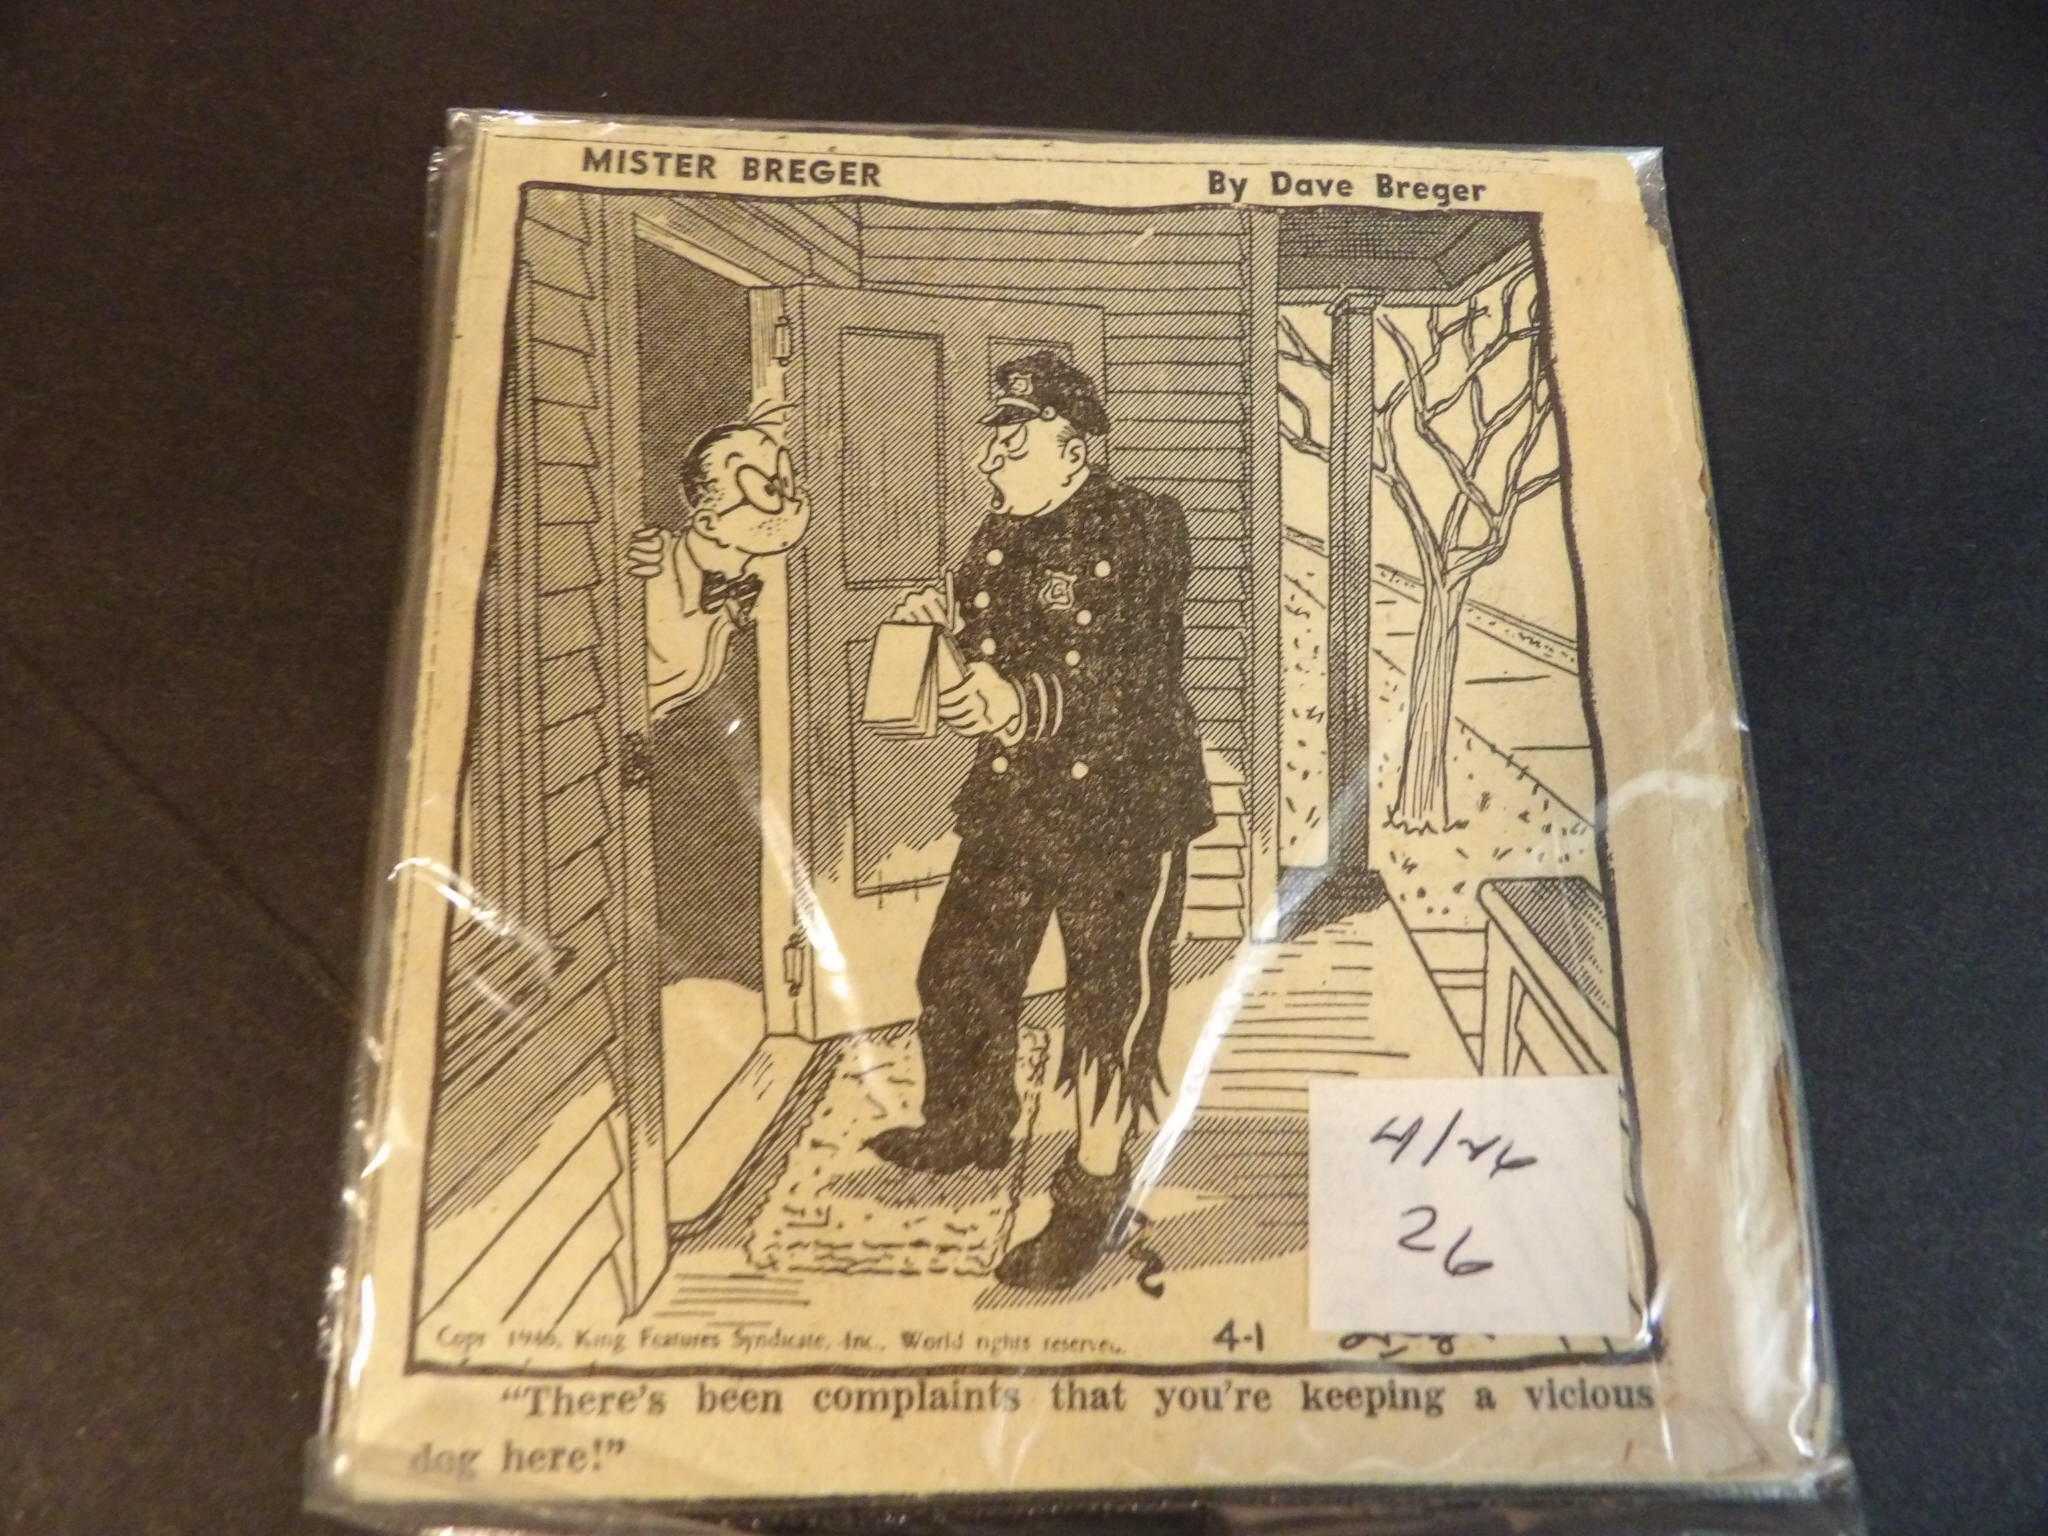 MISTER BREGER By Dave Breger
4/46
26
Copr 1946, King Features Syndicate, Inc., World rights reserved. 4-1
"There's been complaints that you're keeping a vicious
dog here!"